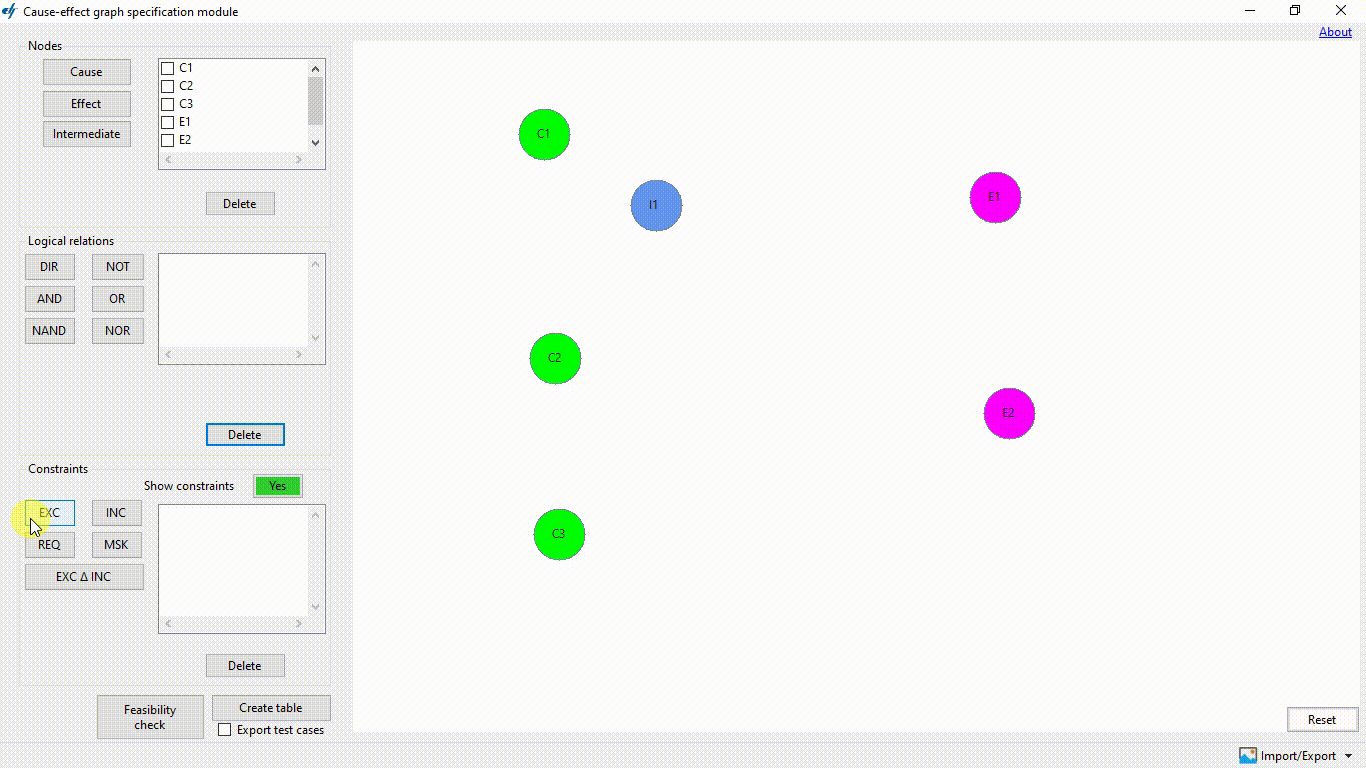 Cause-effect graph specification module
About
Nodes
Cause
Effect
Intermediate
C1
C2
C3
E1
E2
Delete
Logical relations
DIR NOT
AND OR
NAND NOR
Delete
Constraints
Show constraints Yes
EXC INC
REQ MSK
EXC Δ INC
Delete
Feasibility
check
Create table
Export test cases
C1
I1
E1
C2
E2
C3
Reset
Import/Export